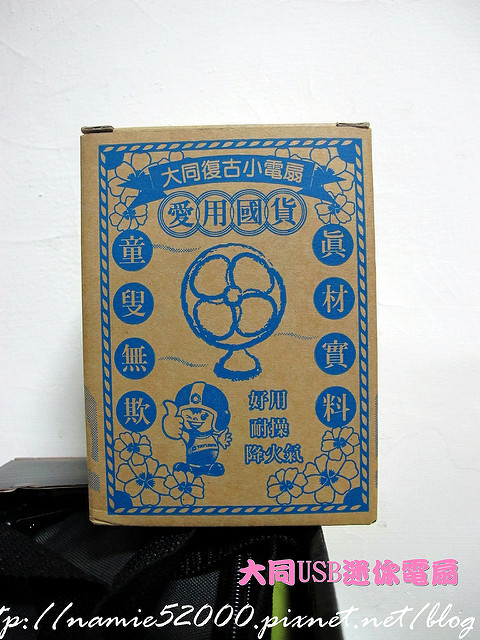 大同復古小電扇
愛用國貨
眞材實料
童叟無欺
好用
耐操
降火氣
大同USB迷你電扇
tp://namie52000.pixnet.net/blog